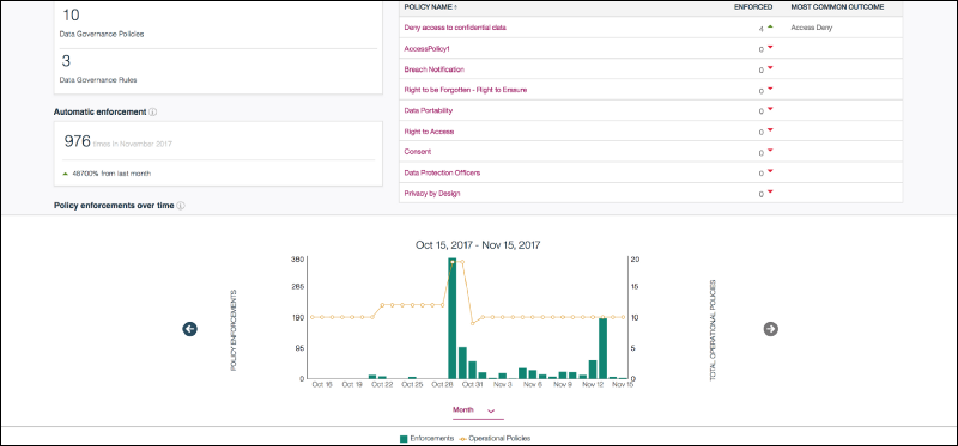 10
Data Governance Policies
3
Data Governance Rules
Automatic enforcement
976 times in November 2017
48700% from last month
Policy enforcements over time
POLICY NAME ↑ ENFORCED MOST COMMON OUTCOME
Deny access to confidential data 4 Access Deny
AccessPolicy1 0
Breach Notification 0
Right to be Forgotten - Right to Erasure 0
Data Portability 0
Right to Access 0
Consent 0
Data Protection Officers 0
Privacy by Design 0
Oct 15, 2017 - Nov 15, 2017
POLICY ENFORCEMENTS
380
285
190
95
0
20
15
10
5
0
TOTAL OPERATIONAL POLICIES
Oct 16 Oct 19 Oct 22 Oct 25 Oct 28 Oct 31 Nov 3 Nov 6 Nov 9 Nov 12 Nov 15
Month
Enforcements Operational Policies